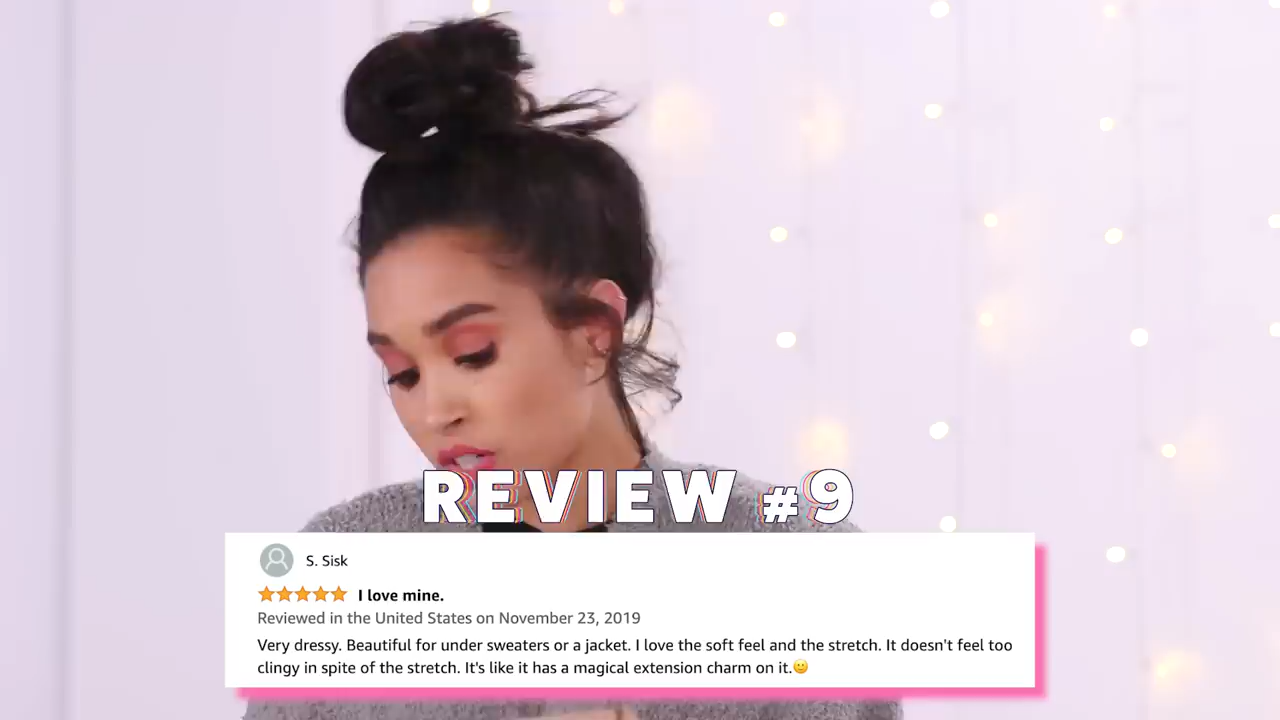 REVIEW #9
S. Sisk
I love mine.
Reviewed in the United States on November 23, 2019
Very dressy. Beautiful for under sweaters or a jacket. I love the soft feel and the stretch. It doesn't feel too
clingy in spite of the stretch. It's like it has a magical extension charm on it.🙂